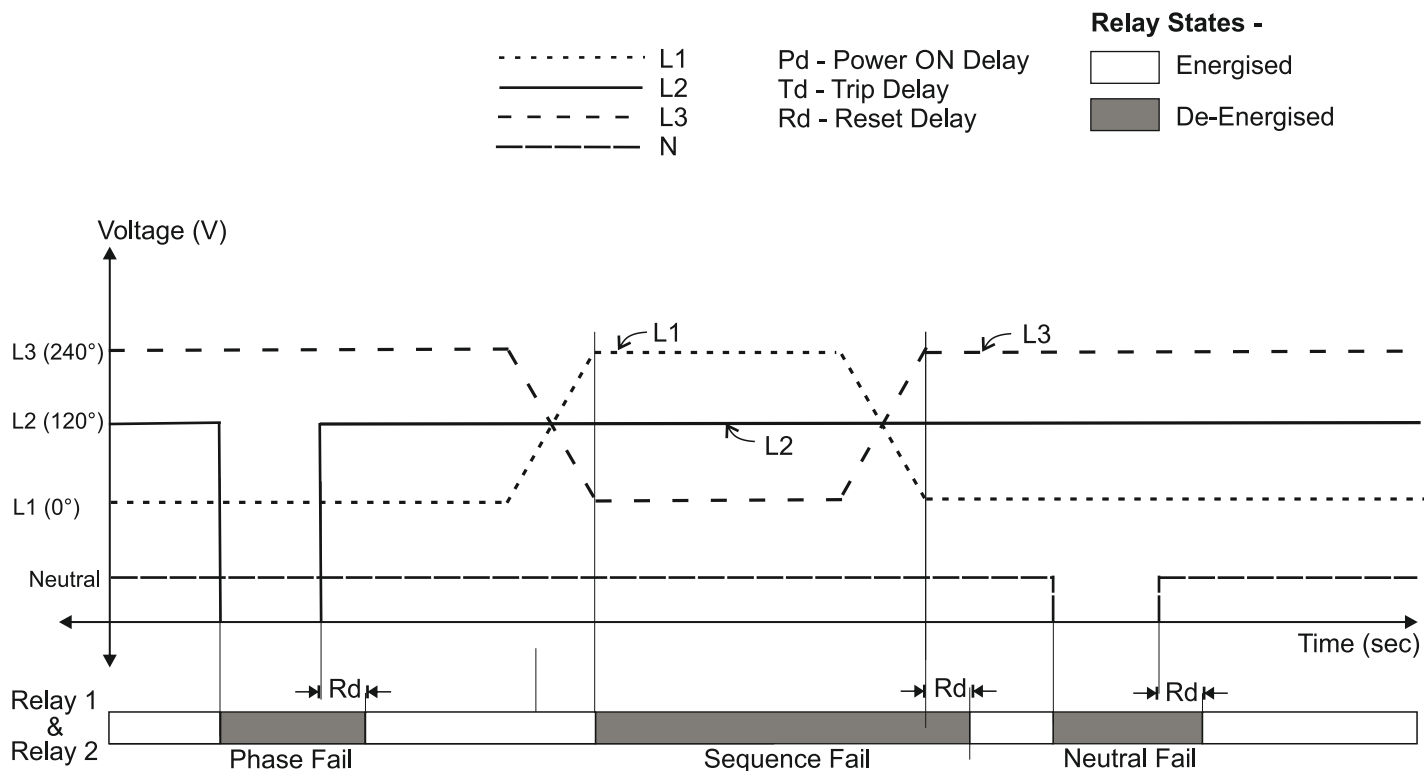 Relay States -
L1
Pd - Power ON Delay
Energised
L2
Td - Trip Delay
L3
Rd - Reset Delay
De-Energised
N
Voltage (V)
L1
L3
L3 (240°)
L2 (120°)
L2
L1 (0°)
Neutral
Time (sec)
Rd
Rd
Rd
Relay 1
&
Relay 2
Phase Fail
Sequence Fail
Neutral Fail